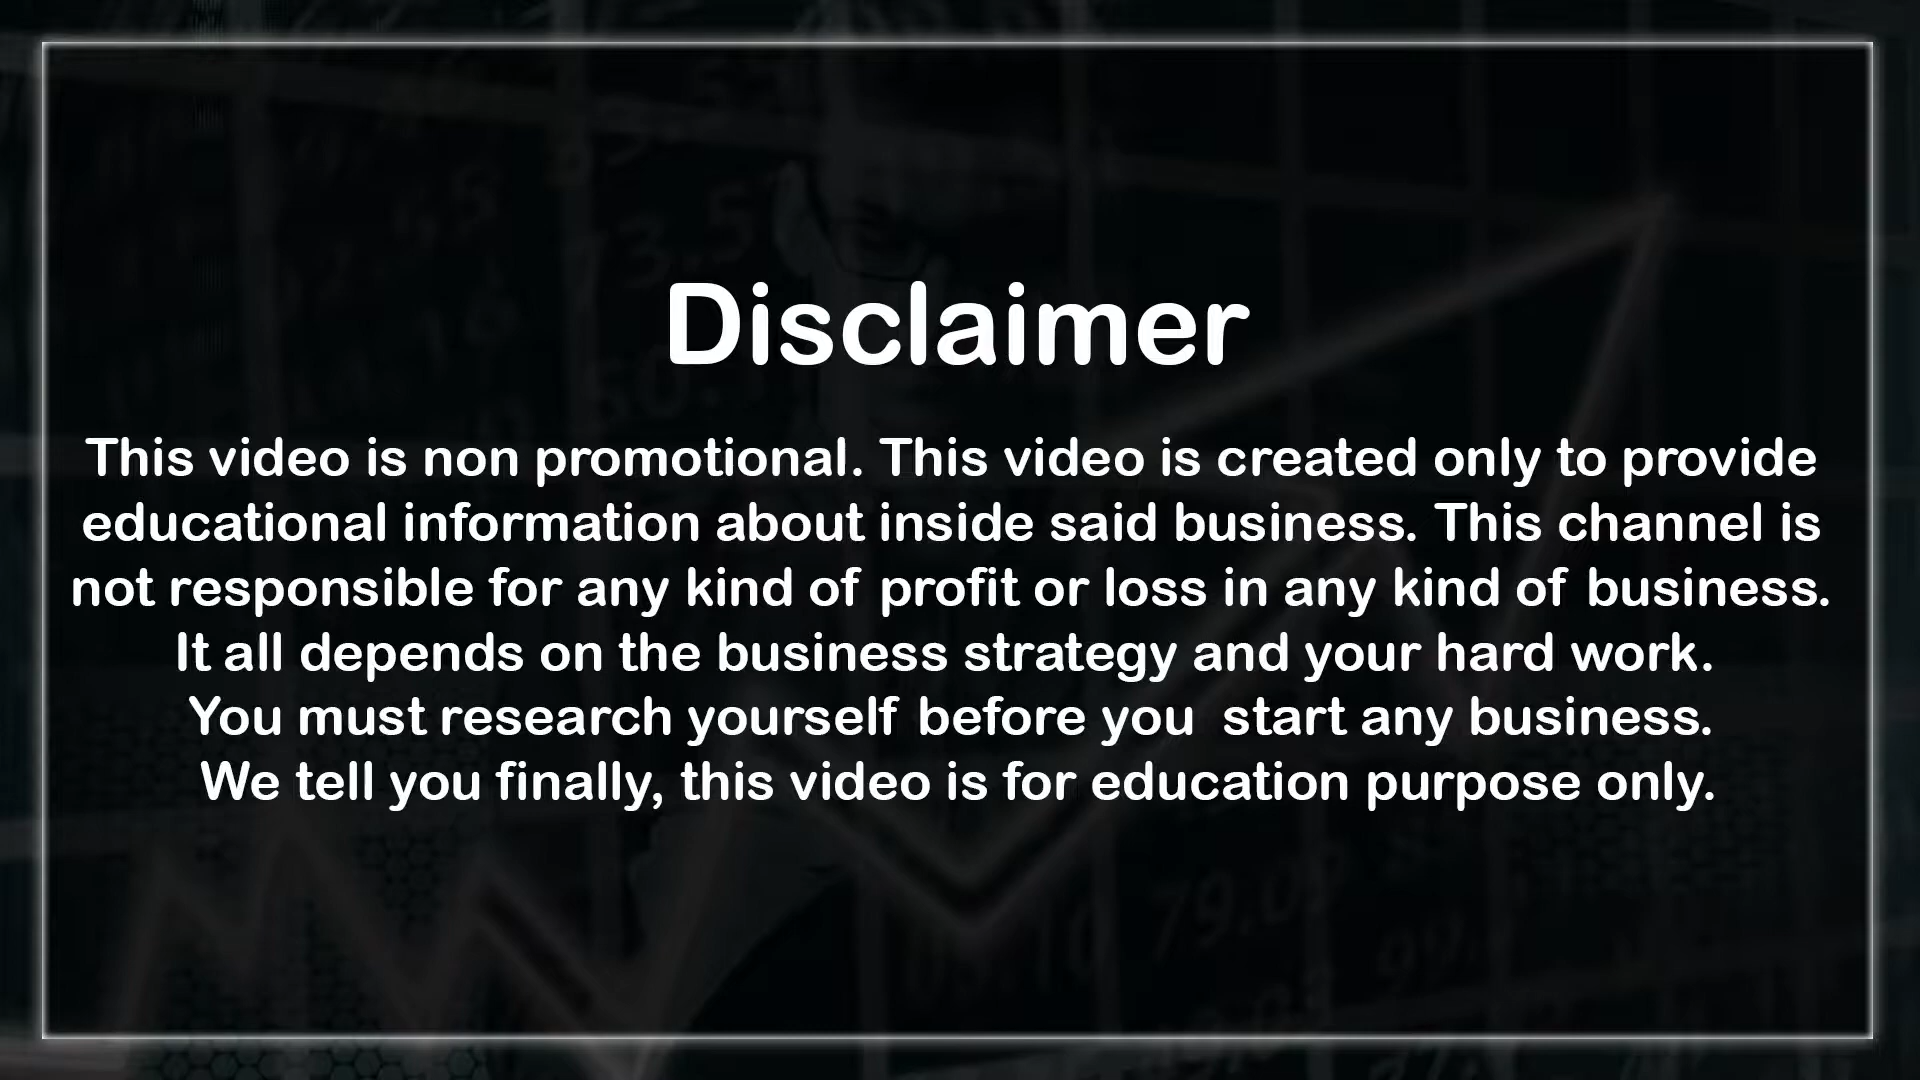 Disclaimer
This video is non promotional. This video is created only to provide
educational information about inside said business. This channel is
not responsible for any kind of profit or loss in any kind of business.
It all depends on the business strategy and your hard work.
You must research yourself before you  start any business.
We tell you finally, this video is for education purpose only.
79.02